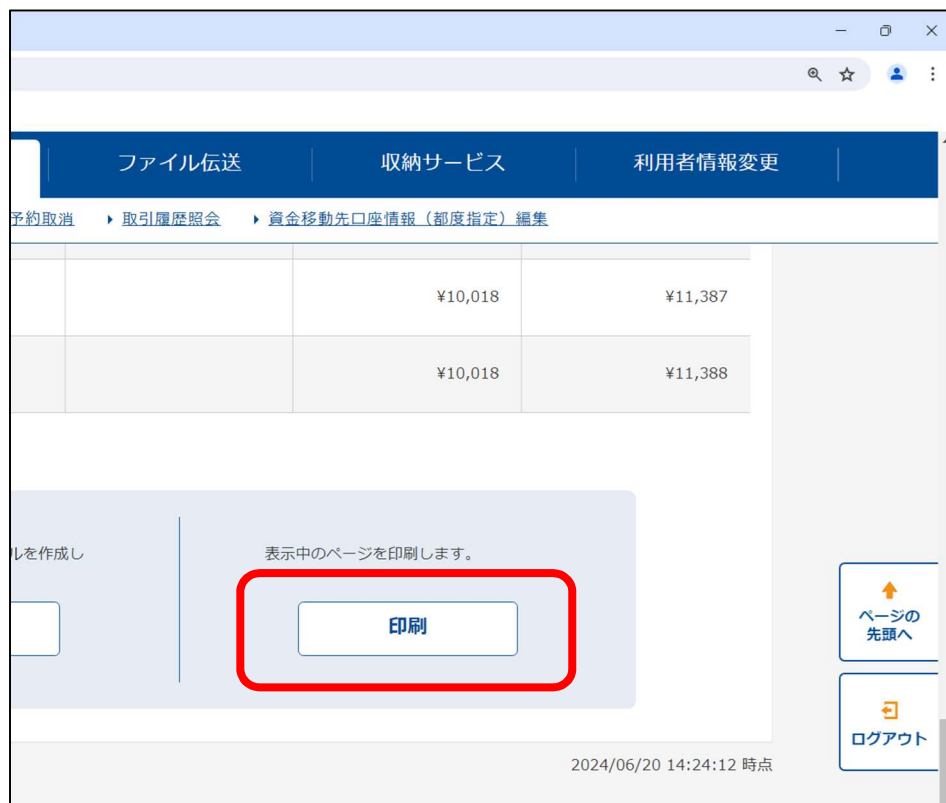 ファイル伝送 収納サービス 利用者情報変更
予約取消 取引履歴照会 資金移動先口座情報（都度指定）編集
¥10,018 ¥11,387
¥10,018 ¥11,388
ルを作成し 表示中のページを印刷します。
印刷
ページの
先頭へ
ログアウト
2024/06/20 14:24:12 時点